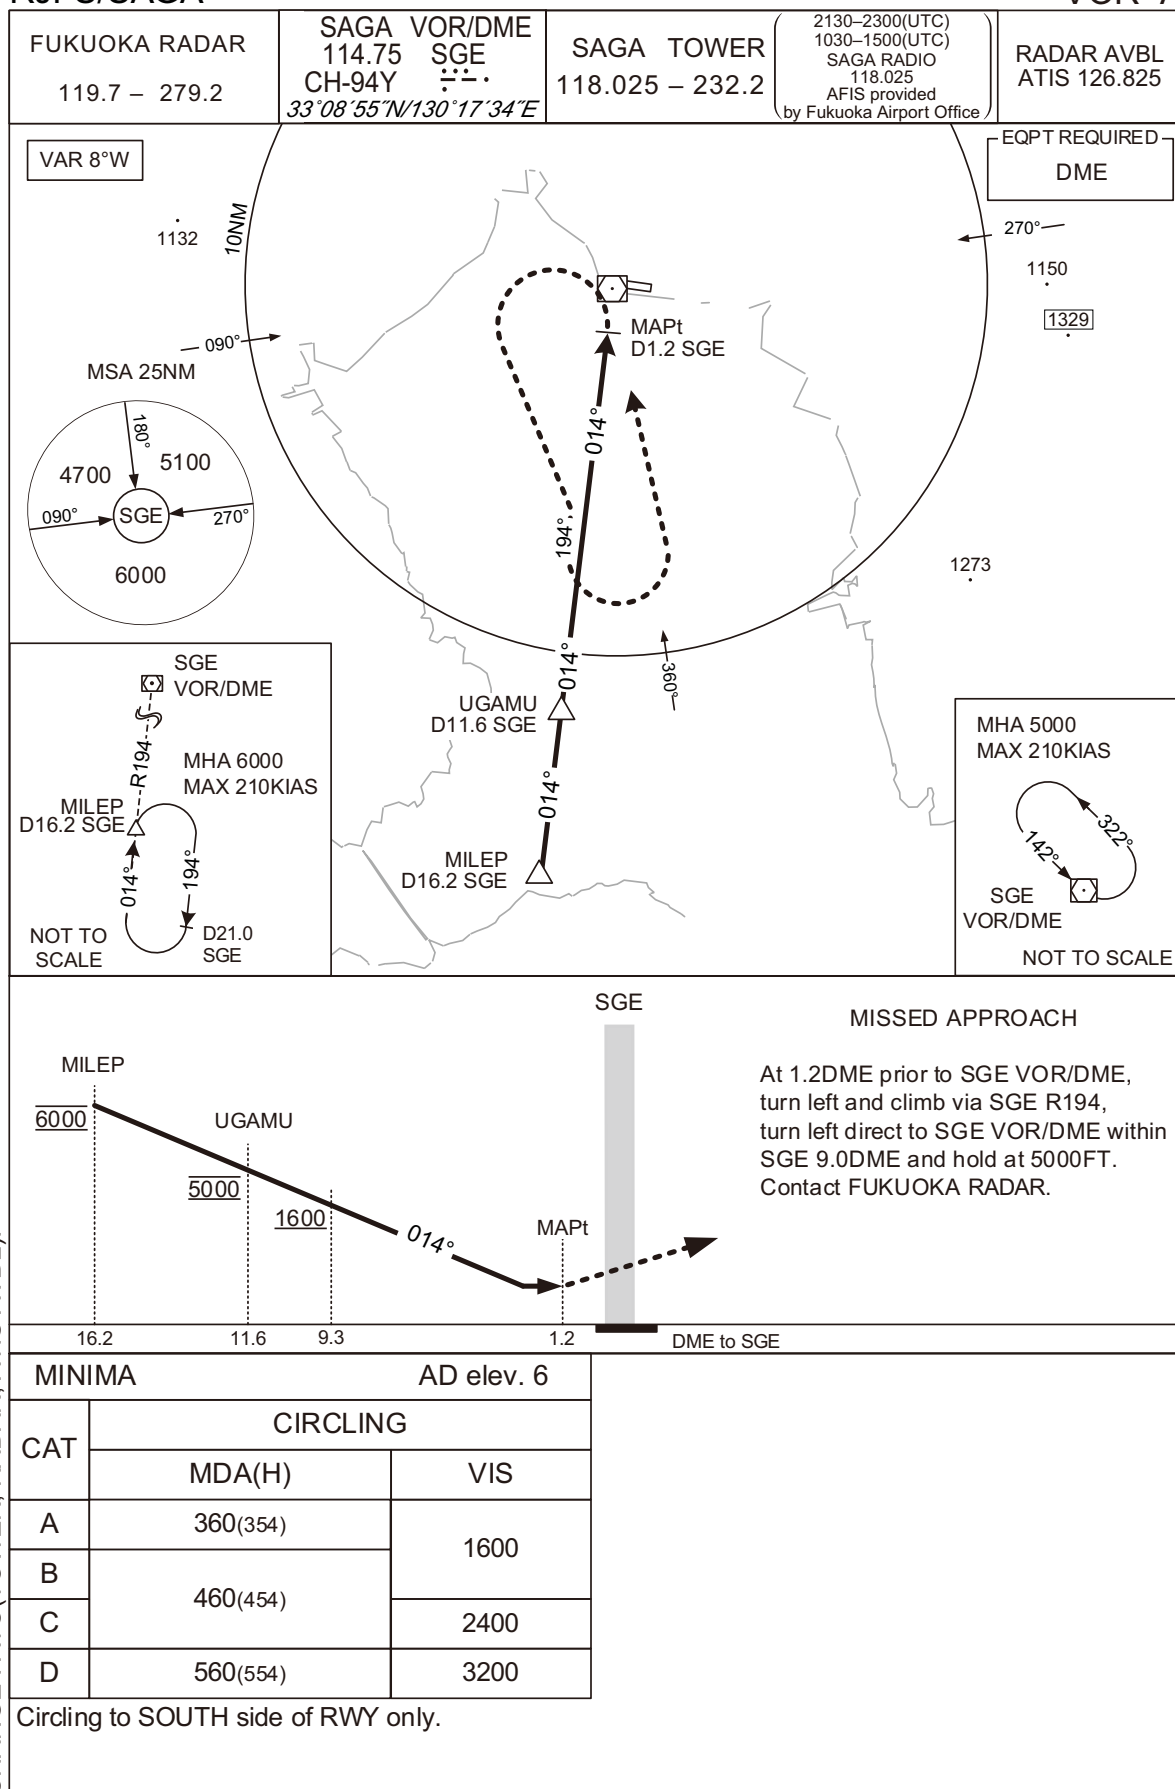 FUKUOKA RADAR
119.7 – 279.2
SAGA VOR/DME
114.75 SGE
CH-94Y
33°08´55˝N/130°17´34˝E
SAGA TOWER
118.025 – 232.2
2130–2300(UTC)
1030–1500(UTC)
SAGA RADIO
118.025
AFIS provided
by Fukuoka Airport Office
RADAR AVBL
ATIS 126.825
VAR 8°W
EQPT REQUIRED
DME
10NM
1132
270°
1150
1329
090°
MAPt
D1.2 SGE
MSA 25NM
180°
4700
5100
090°
SGE
270°
6000
014°
194°
1273
014°
360°
UGAMU
D11.6 SGE
014°
MILEP
D16.2 SGE
SGE
VOR/DME
R194
MHA 6000
MAX 210KIAS
MILEP
D16.2 SGE
014°
194°
D21.0
SGE
NOT TO
SCALE
MHA 5000
MAX 210KIAS
322°
142°
SGE
VOR/DME
NOT TO SCALE
SGE
MISSED APPROACH
At 1.2DME prior to SGE VOR/DME,
turn left and climb via SGE R194,
turn left direct to SGE VOR/DME within
SGE 9.0DME and hold at 5000FT.
Contact FUKUOKA RADAR.
MILEP
6000
UGAMU
5000
1600
014°
MAPt
16.2 11.6 9.3 1.2 DME to SGE
MINIMA AD elev. 6
CAT CIRCLING
MDA(H) VIS
A 360(354) 1600
B 460(454)
C 2400
D 560(554) 3200
Circling to SOUTH side of RWY only.